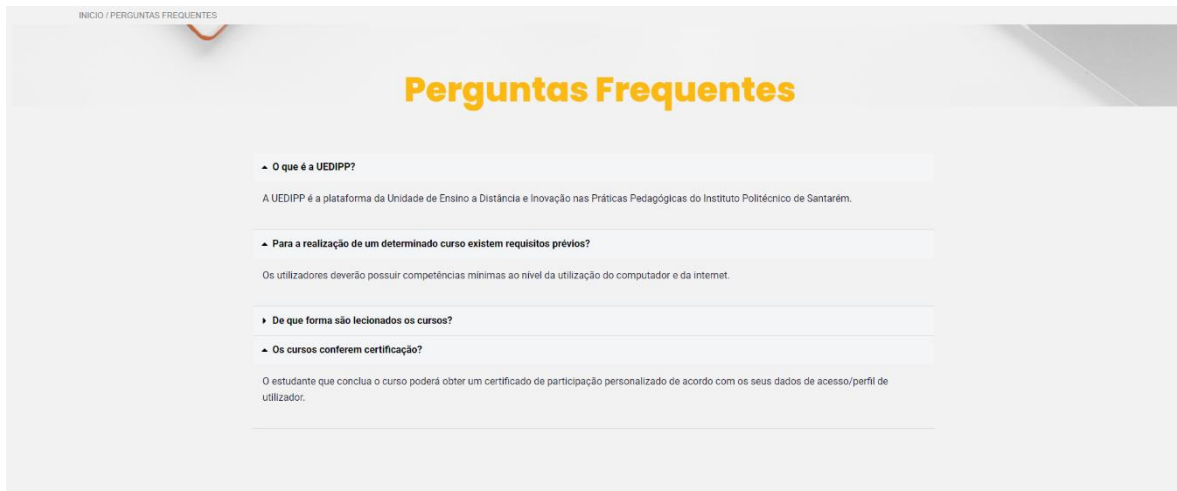 INICIO / PERGUNTAS FREQUENTES
Perguntas Frequentes
O que é a UEDIPP?
A UEDIPP é a plataforma da Unidade de Ensino a Distância e Inovação nas Práticas Pedagógicas do Instituto Politécnico de Santarém.
Para a realização de um determinado curso existem requisitos prévios?
Os utilizadores deverão possuir competências mínimas ao nível da utilização do computador e da internet.
De que forma são lecionados os cursos?
Os cursos conferem certificação?
O estudante que conclua o curso poderá obter um certificado de participação personalizado de acordo com os seus dados de acesso/perfil de
utilizador.